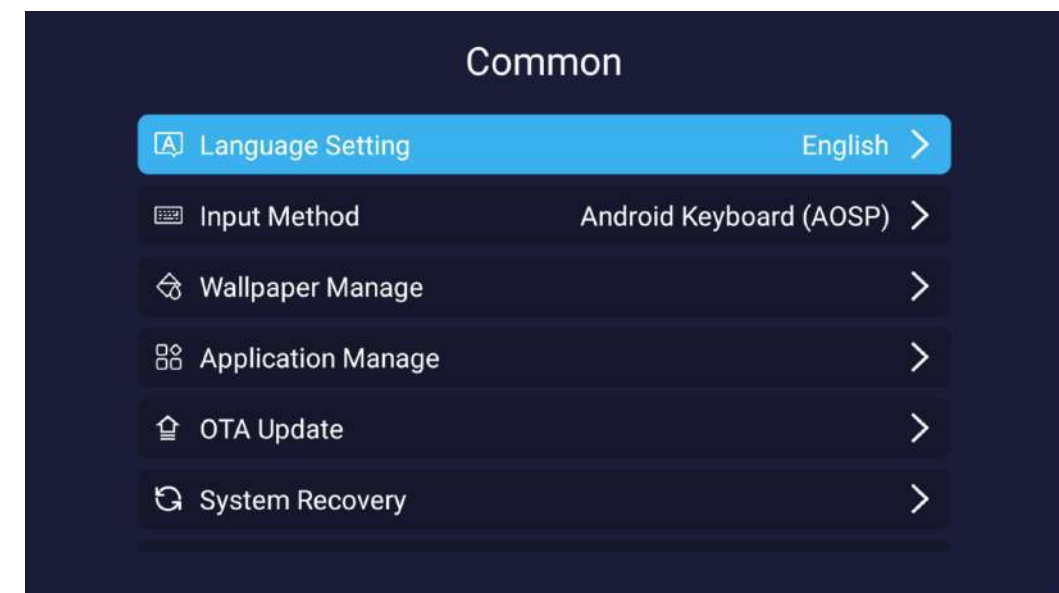 Common
Language Setting English
Input Method Android Keyboard (AOSP)
Wallpaper Manage
Application Manage
OTA Update
System Recovery